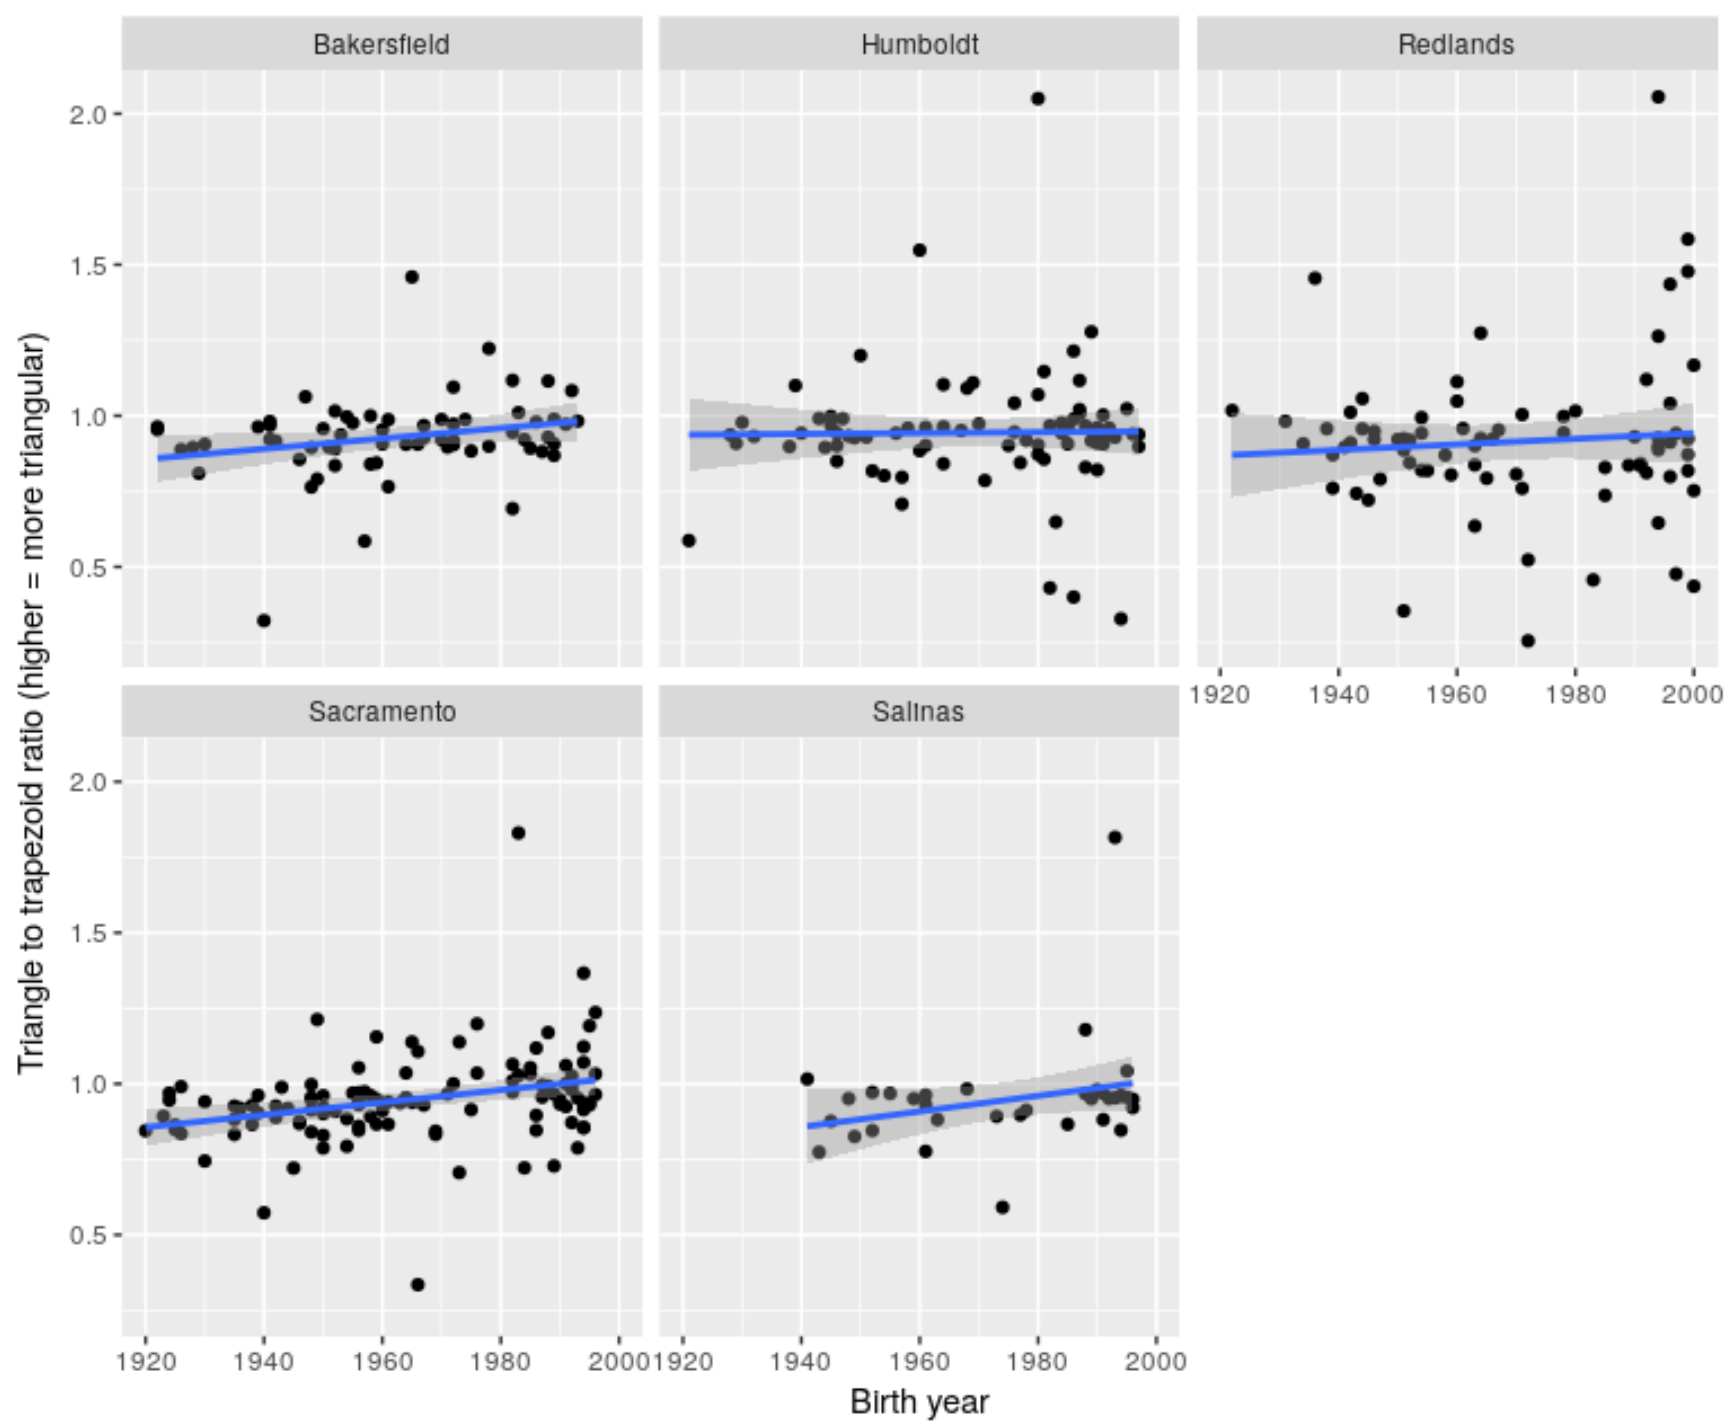 Bakersfield Humboldt Redlands
2.0
1.5
1.0
0.5
1920 1940 1960 1980 2000
Sacramento Salinas
2.0
1.5
1.0
0.5
1920 1940 1960 1980 2000 1920 1940 1960 1980 2000
Birth year
Triangle to trapezoid ratio (higher = more triangular)